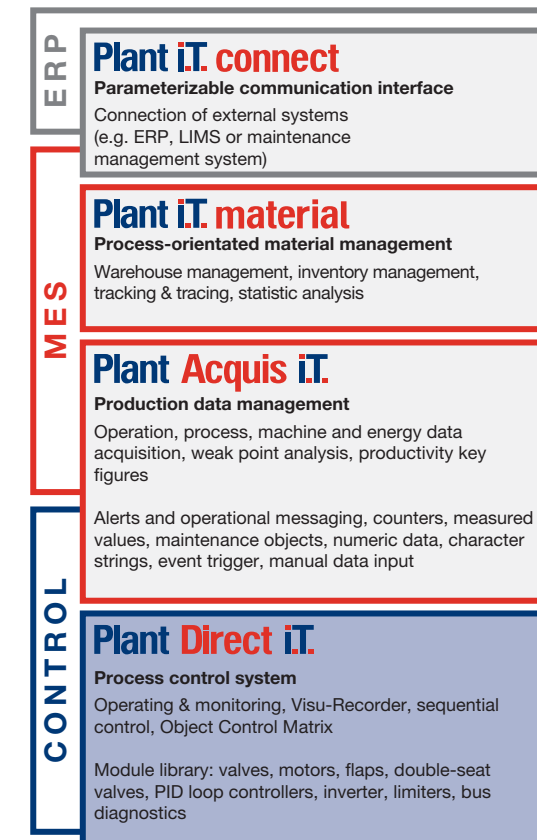 ERP
Plant i.T. connect
Parameterizable communication interface
Connection of external systems
(e.g. ERP, LIMS or maintenance
management system)
MES
Plant i.T. material
Process-orientated material management
Warehouse management, inventory management,
tracking & tracing, statistic analysis
Plant Acquis i.T.
Production data management
Operation, process, machine and energy data
acquisition, weak point analysis, productivity key
figures
Alerts and operational messaging, counters, measured
values, maintenance objects, numeric data, character
strings, event trigger, manual data input
CONTROL
Plant Direct i.T.
Process control system
Operating & monitoring, Visu-Recorder, sequential
control, Object Control Matrix
Module library: valves, motors, flaps, double-seat
valves, PID loop controllers, inverter, limiters, bus
diagnostics